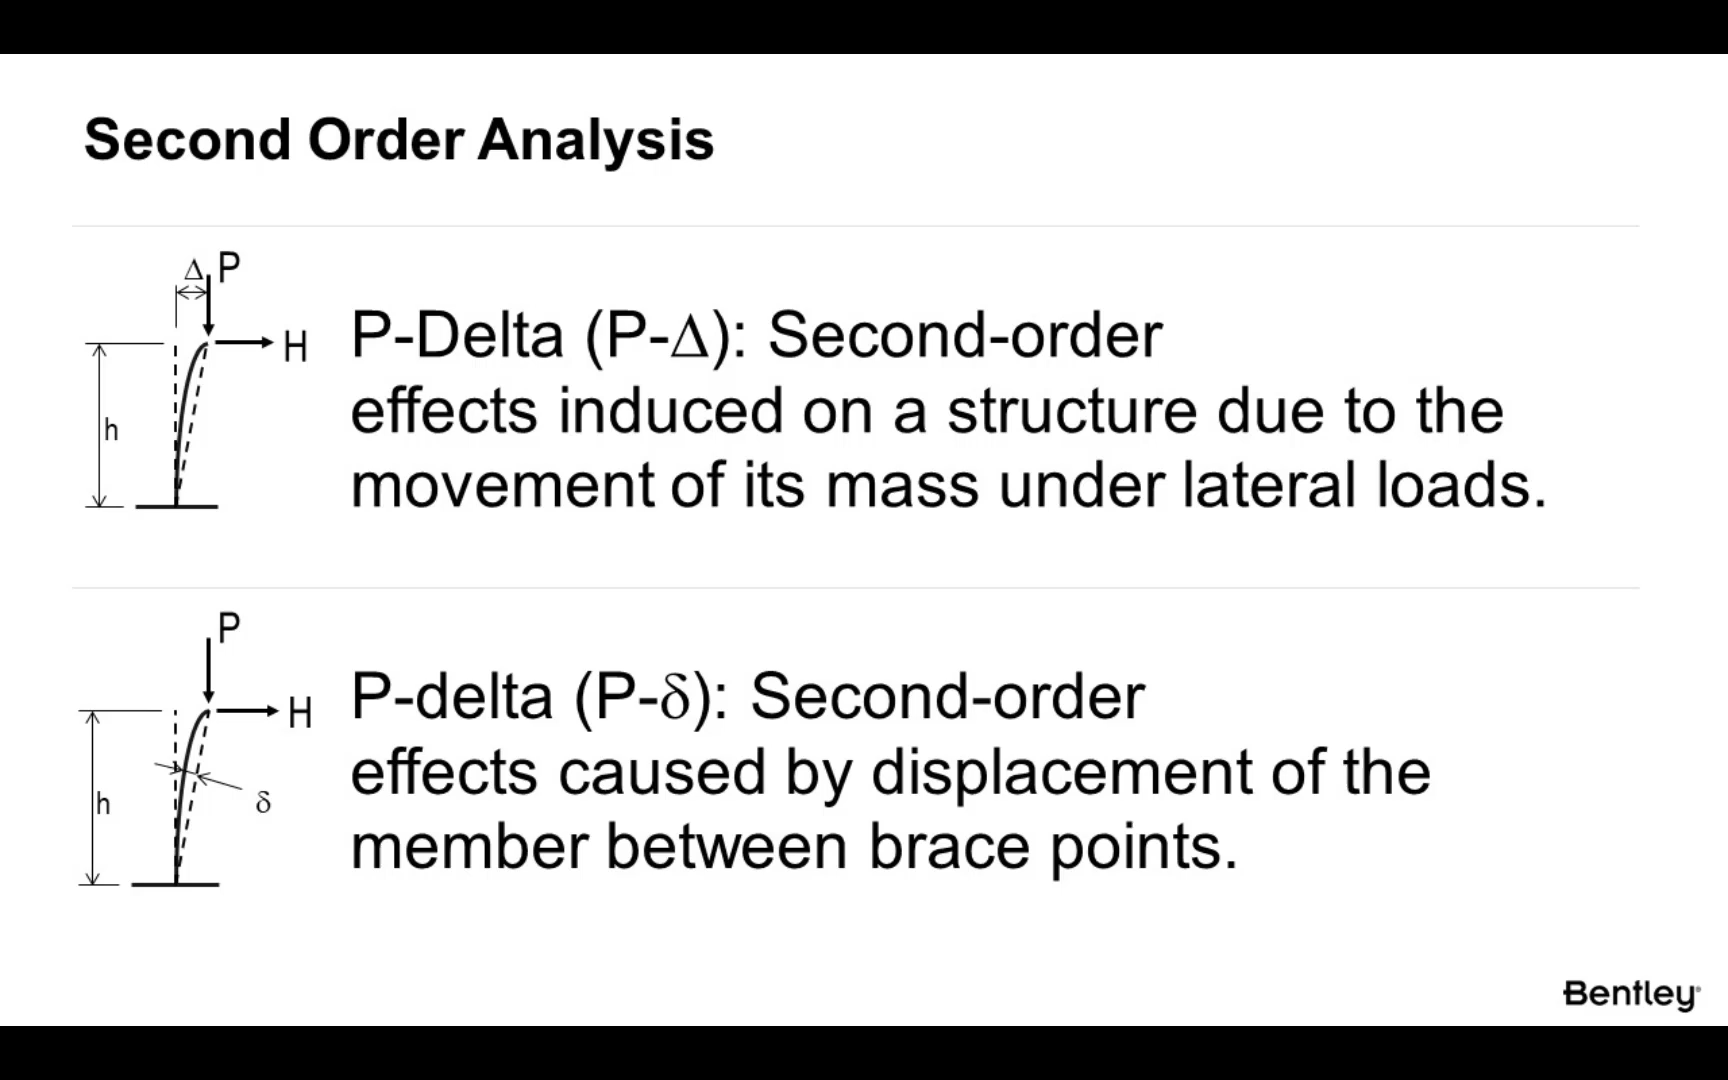 Second Order Analysis
Δ P
H
h
P-Delta (P-Δ): Second-order
effects induced on a structure due to the
movement of its mass under lateral loads.
P
H
h
δ
P-delta (P-δ): Second-order
effects caused by displacement of the
member between brace points.
Bentley®